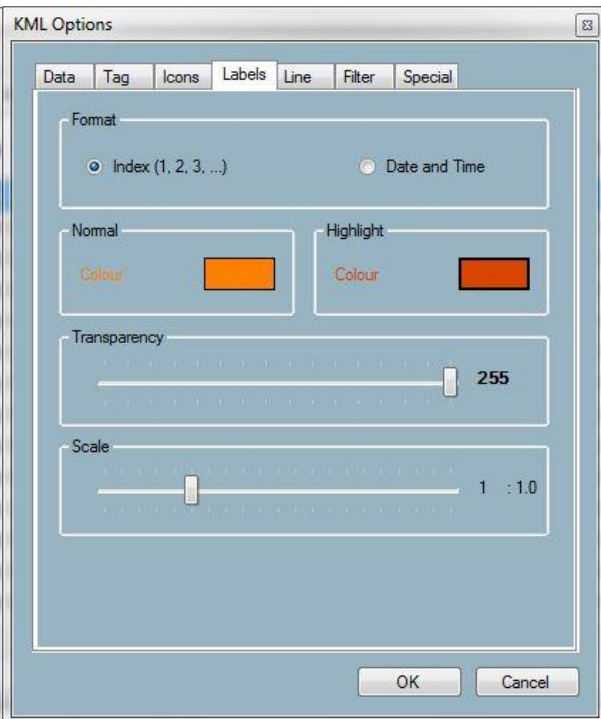 KML Options
Data Tag Icons Labels Line Filter Special
Format
Index (1, 2, 3, ...) Date and Time
Normal Highlight
Colour Colour
Transparency
255
Scale
1 : 1.0
OK Cancel